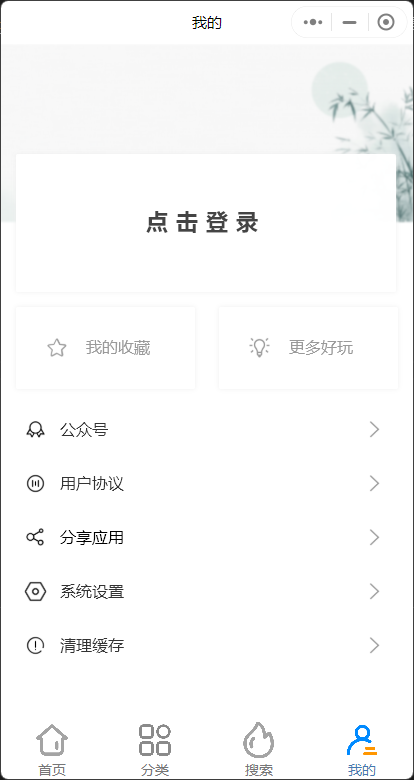 我的
点击登录
我的收藏
更多好玩
公众号
用户协议
分享应用
系统设置
清理缓存
首页
分类
搜索
我的